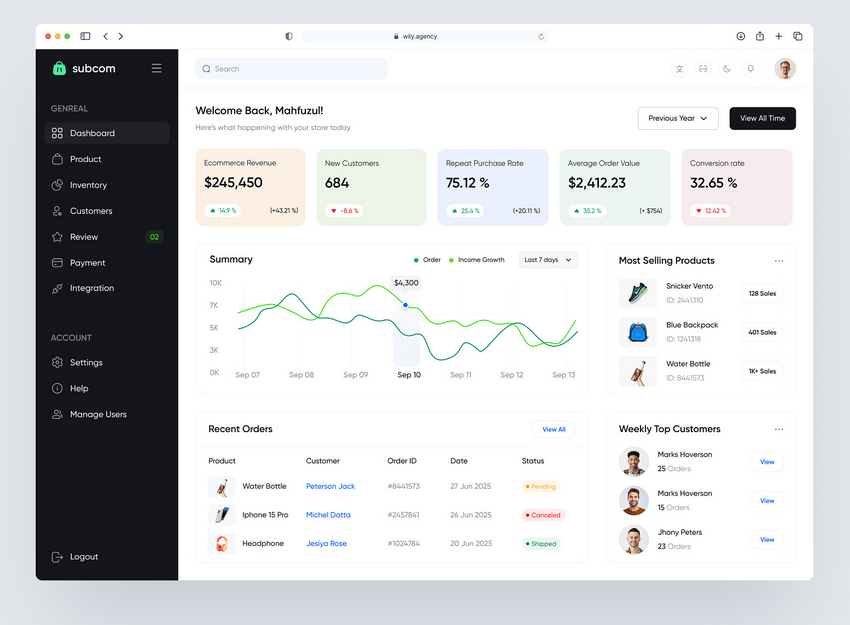 wily.agency
subcom
Search
GENREAL
Dashboard
Product
Inventory
Customers
Review 02
Payment
Integration
ACCOUNT
Settings
Help
Manage Users
Logout
Welcome Back, Mahfuzul!
Here's what happening with your store today
Previous Year
View All Time
Ecommerce Revenue
$245,450
14.9 % (+43.21 %)
New Customers
684
-8.6 %
Repeat Purchase Rate
75.12 %
25.4 % (+20.11 %)
Average Order Value
$2,412.23
35.2 % (+ $754)
Conversion rate
32.65 %
12.42 %
Summary
Order
Income Growth
Last 7 days
10K
7K
5K
3K
0K
$4,300
Sep 07 Sep 08 Sep 09 Sep 10 Sep 11 Sep 12 Sep 13
Most Selling Products
Snicker Vento
ID: 2441310
128 Sales
Blue Backpack
ID: 1241318
401 Sales
Water Bottle
ID: 8441573
1K+ Sales
Recent Orders
View All
Product Customer Order ID Date Status
Water Bottle Peterson Jack #8441573 27 Jun 2025 Pending
Iphone 15 Pro Michel Datta #2457841 26 Jun 2025 Canceled
Headphone Jesiya Rose #1024784 20 Jun 2025 Shipped
Weekly Top Customers
Marks Hoverson
25 Orders
View
Marks Hoverson
15 Orders
View
Jhony Peters
23 Orders
View